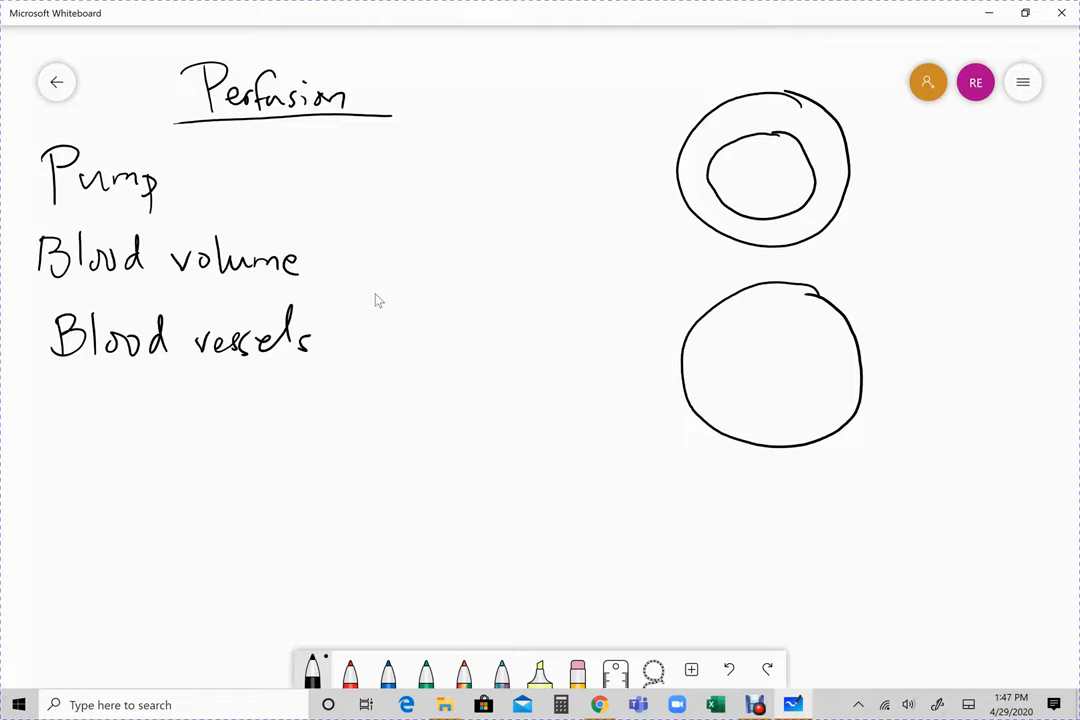 Microsoft Whiteboard
Perfusion
RE
Pump
Blood volume
Blood vessels
Type here to search
1:47 PM
4/29/2020